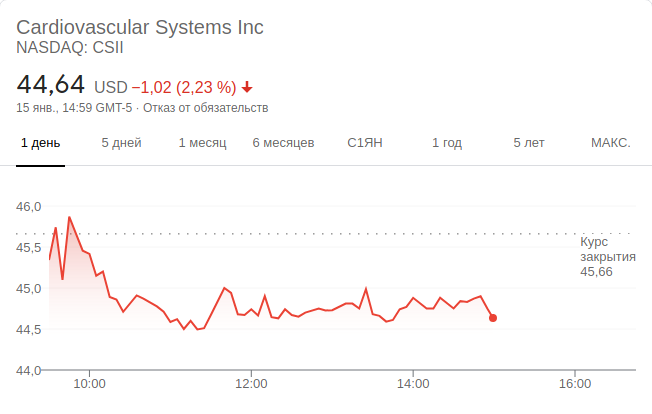 Cardiovascular Systems Inc
NASDAQ: CSII
44,64 USD −1,02 (2,23 %)
15 янв., 14:59 GMT-5 · Отказ от обязательств
1 день 5 дней 1 месяц 6 месяцев С1ЯН 1 год 5 лет МАКС.
46,0
Курс
закрытия
45,66
45,5
45,0
44,5
44,0
10:00 12:00 14:00 16:00